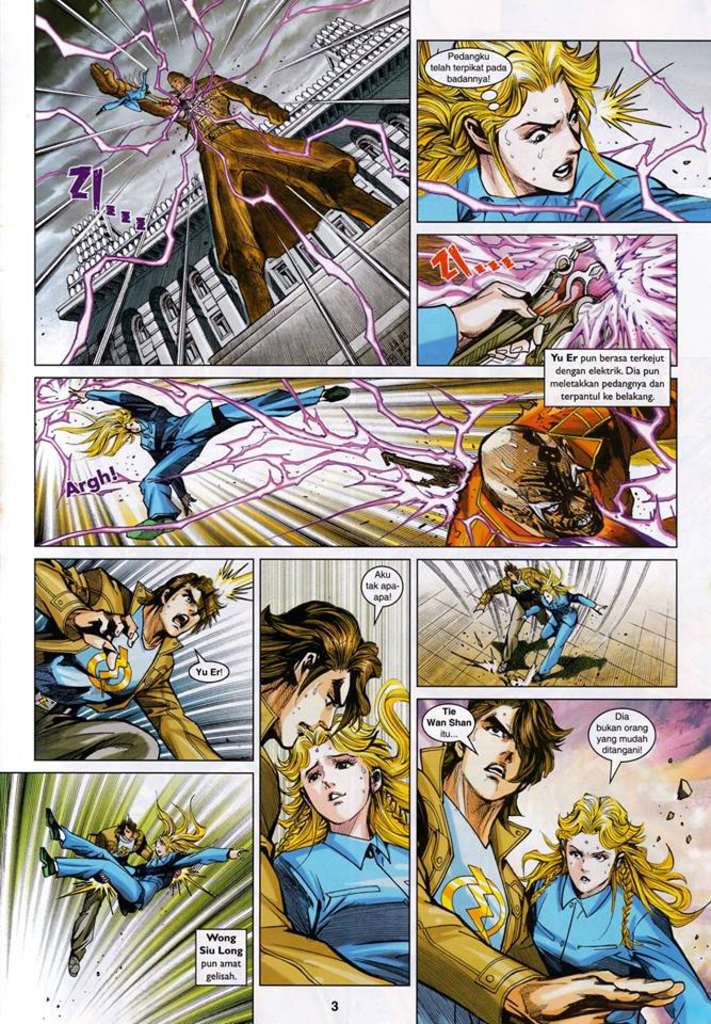 ZI...zzz
Pedangku
telah terpikat pada
badannya!
ZI...zzz
Yu Er pun berasa terkejut
dengan elektrik. Dia pun
meletakkan pedangnya dan
terpantul ke belakang.
Argh!
Yu Er!
Wong
Siu Long
pun amat
gelisah.
Aku
tak apa-
apa!
Tie
Wan Shan
itu...
Dia
bukan orang
yang mudah
ditangani!
3